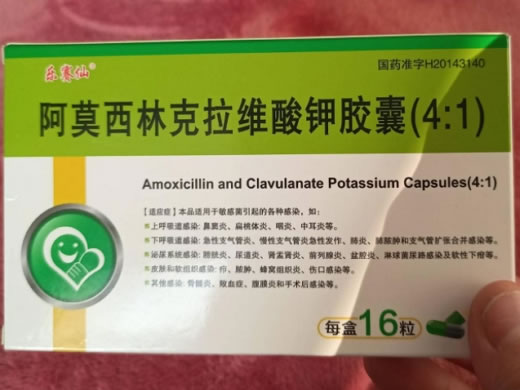 乐赛仙®
国药准字H20143140
阿莫西林克拉维酸钾胶囊(4:1)
Amoxicillin and Clavulanate Potassium Capsules(4:1)
【适应症】本品适用于敏感菌引起的各种感染，如：
上呼吸道感染：鼻窦炎、扁桃体炎、咽炎、中耳炎等。
下呼吸道感染：急性支气管炎、慢性支气管炎急性发作、肺炎、肺脓肿和支气管扩张合并感染等。
泌尿系统感染：膀胱炎、尿道炎、肾盂肾炎、前列腺炎、盆腔炎、淋球菌尿路感染及软性下疳等。
皮肤和软组织感染：疖、脓肿、蜂窝组织炎、伤口感染等。
其他感染：骨髓炎、败血症、腹膜炎和手术后感染等。
每盒16粒